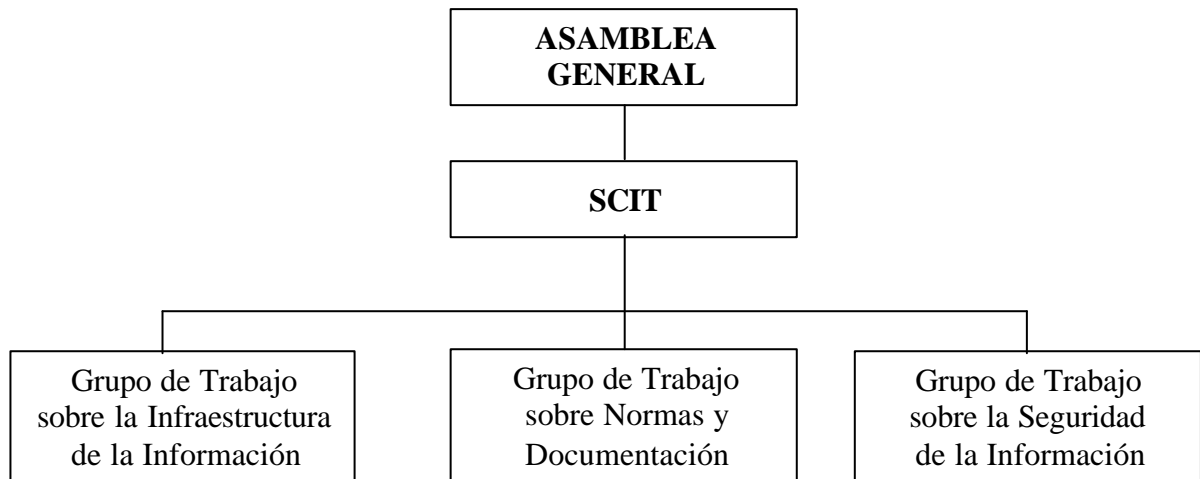 ASAMBLEA
GENERAL
SCIT
Grupo de Trabajo
sobre la Infraestructura
de la Información
Grupo de Trabajo
sobre Normas y
Documentación
Grupo de Trabajo
sobre la Seguridad
de la Información